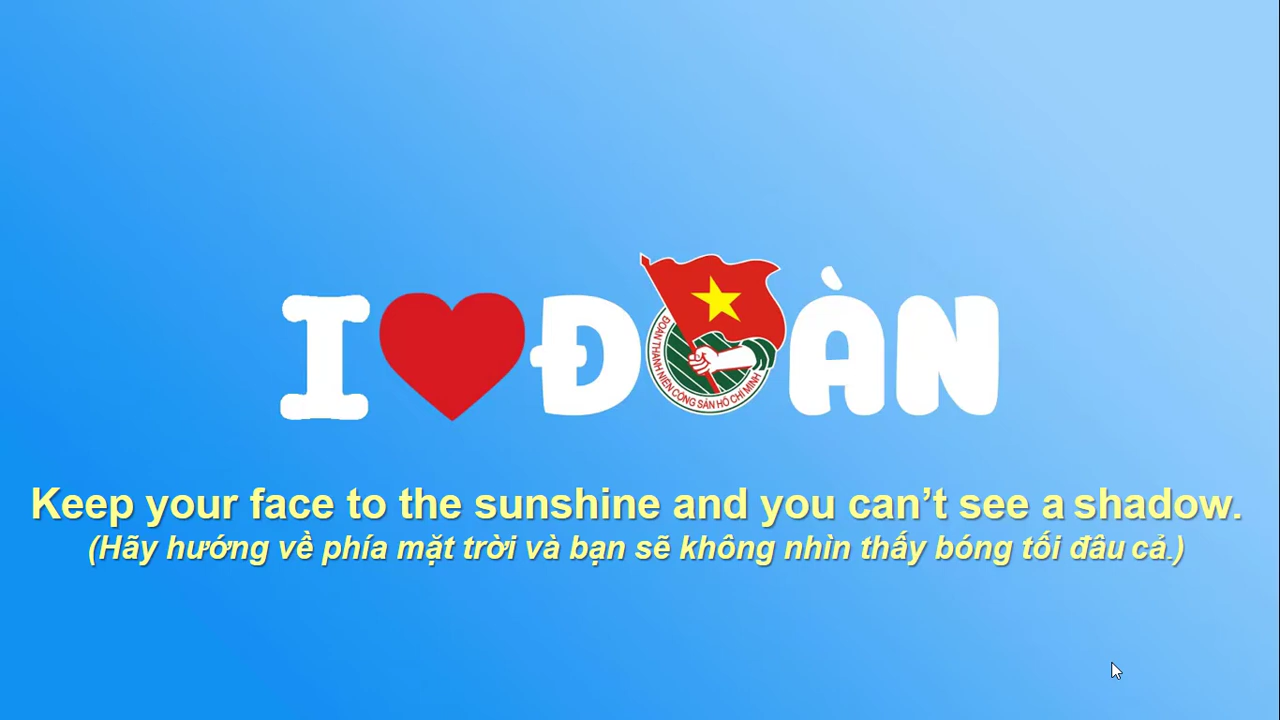 I ĐOÀN
ĐOÀN THANH NIÊN CỘNG SẢN HỒ CHÍ MINH
Keep your face to the sunshine and you can’t see a shadow.
(Hãy hướng về phía mặt trời và bạn sẽ không nhìn thấy bóng tối đâu cả.)